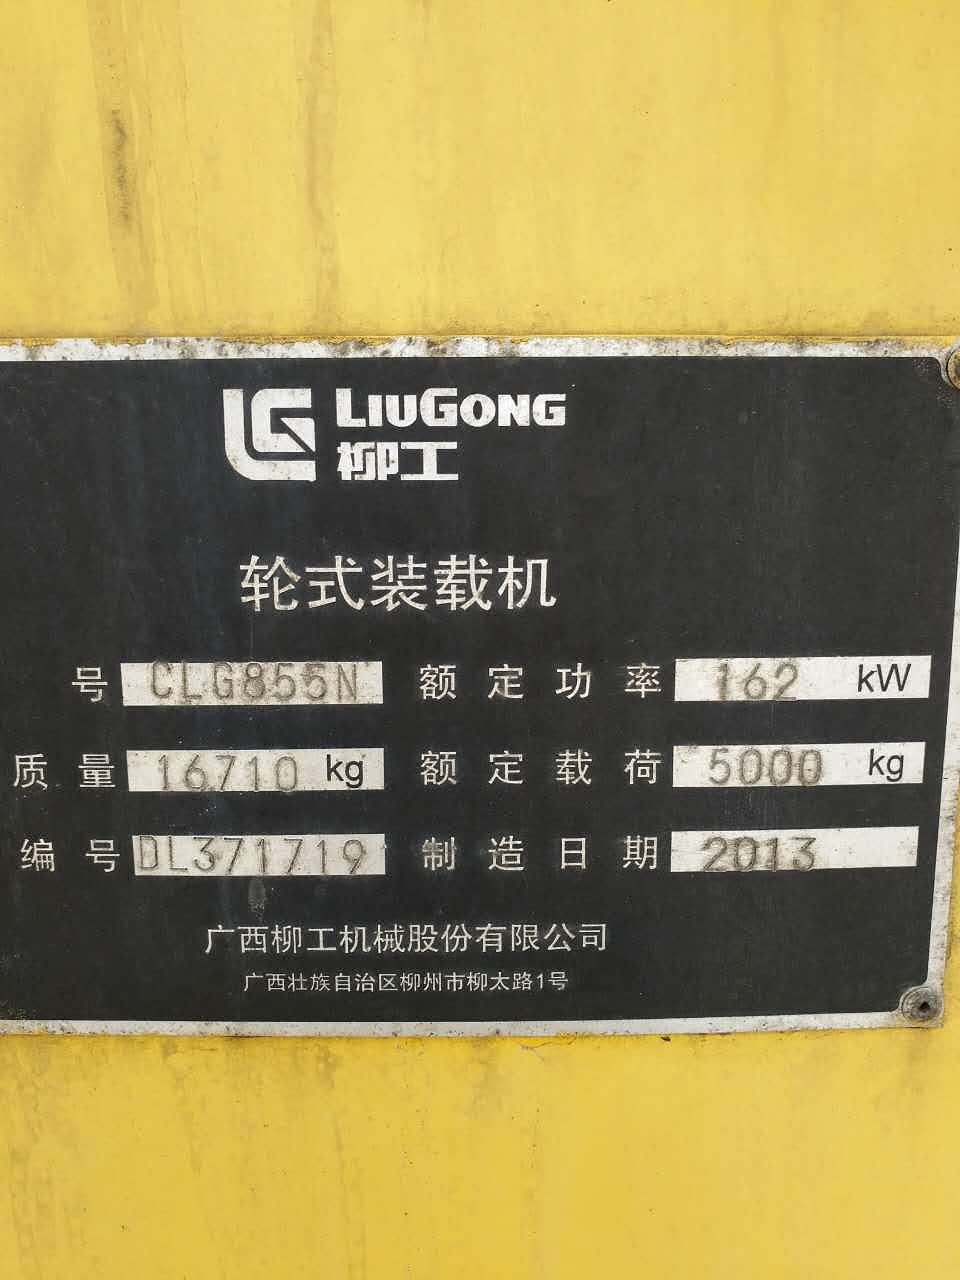 LIUGONG
柳工
轮式装载机
号 CLG855N 额定功率 162 kW
质量 16710 kg 额定载荷 5000 kg
编号 DL371719 制造日期 2013
广西柳工机械股份有限公司
广西壮族自治区柳州市柳太路1号